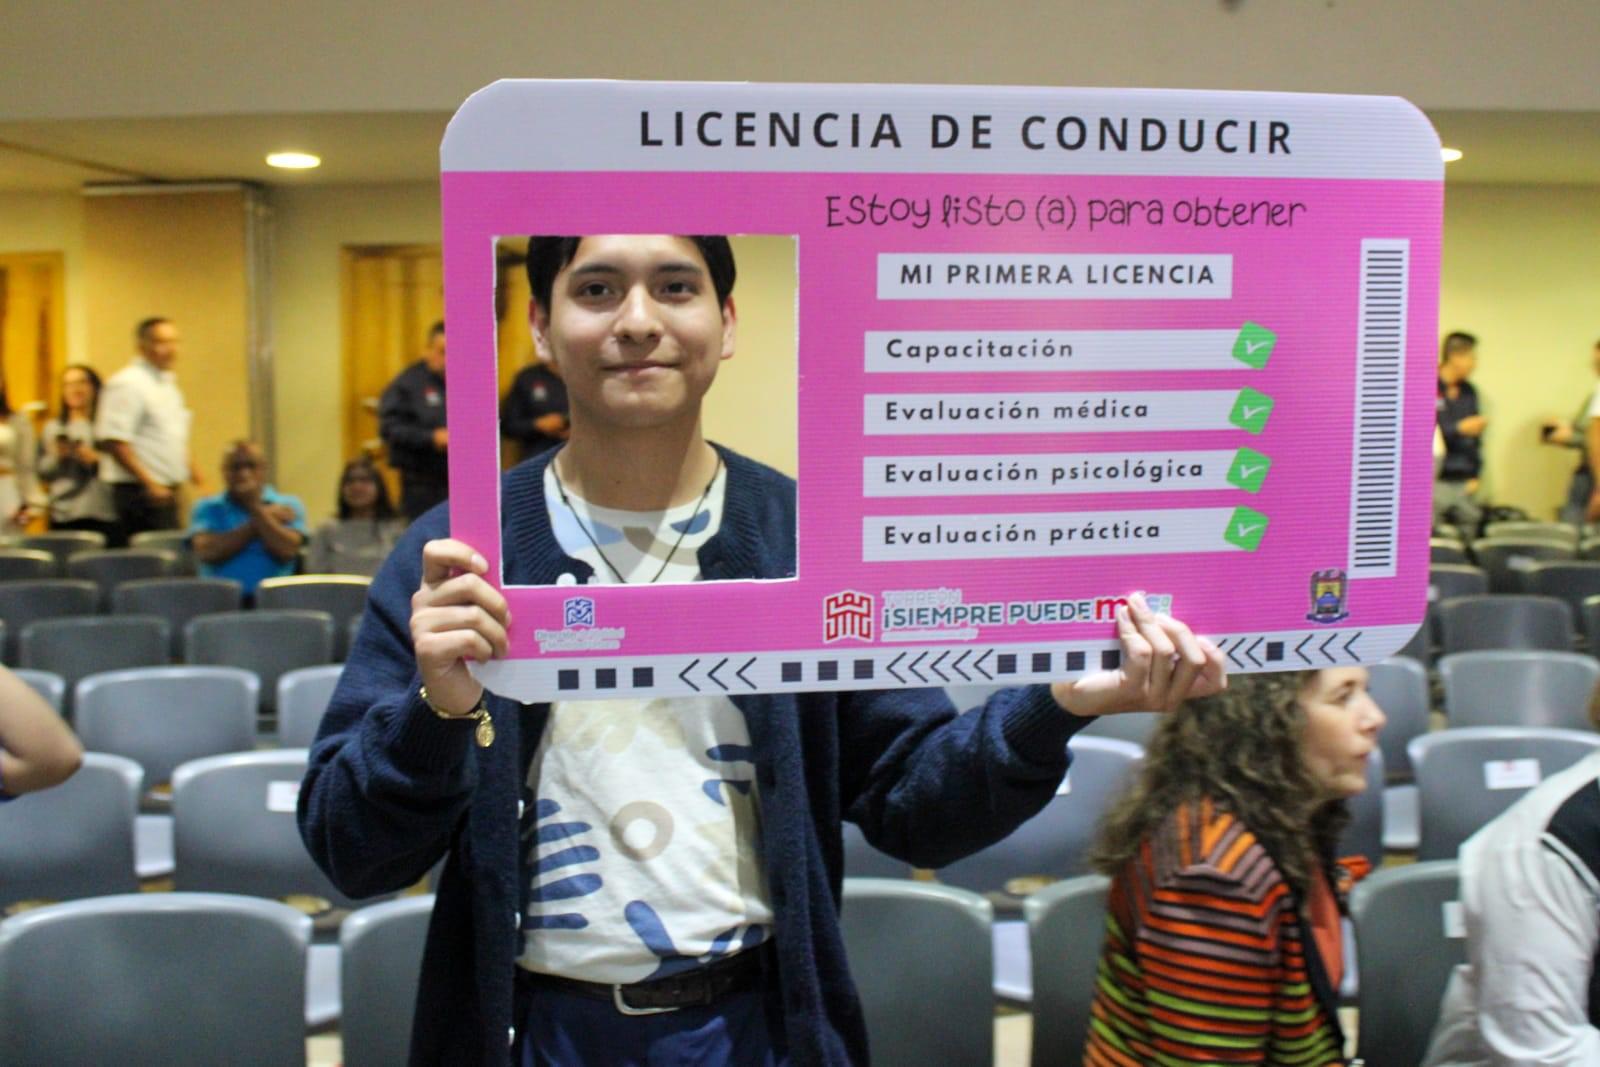 LICENCIA DE CONDUCIR
Estoy listo (a) para obtener
MI PRIMERA LICENCIA
Capacitación
Evaluación médica
Evaluación psicológica
Evaluación práctica
TORREÓN
¡SIEMPRE PUEDE